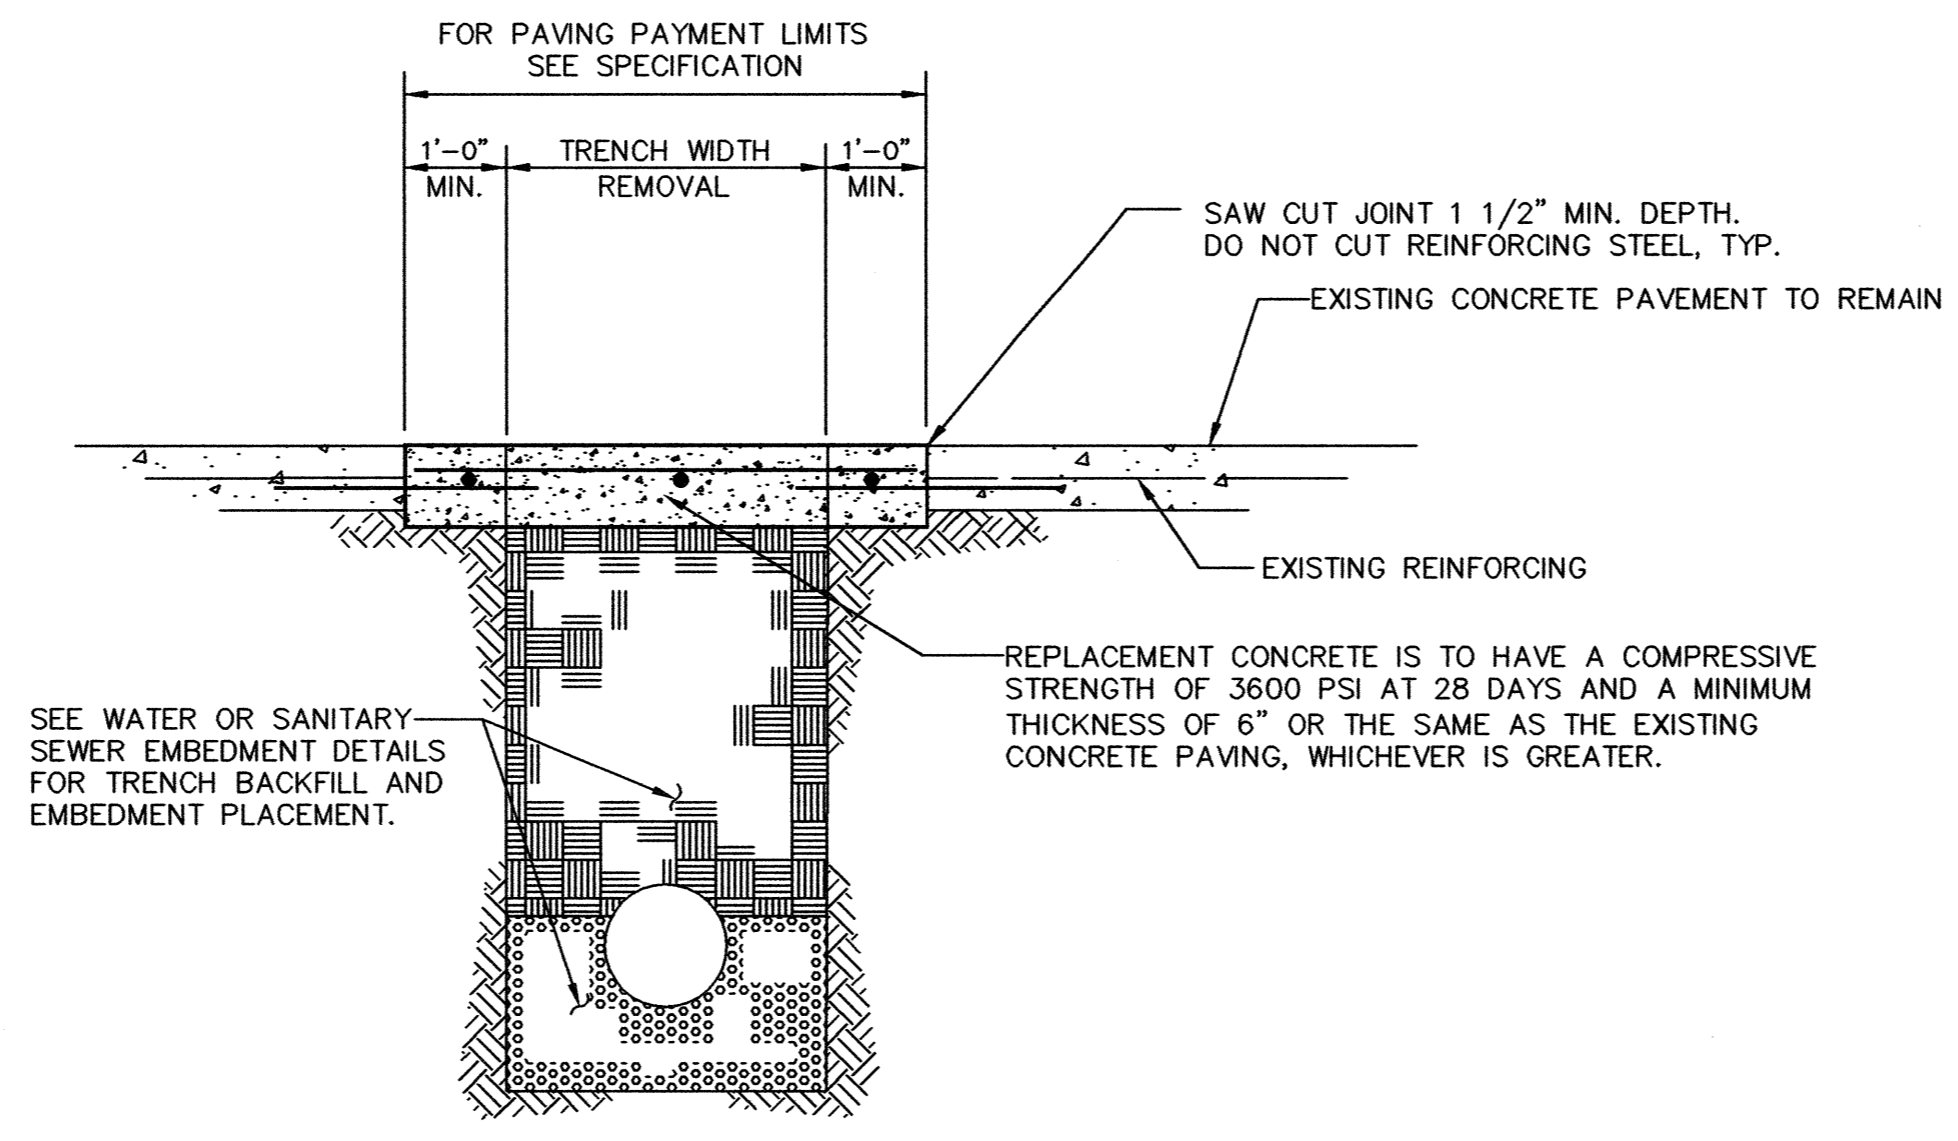 FOR PAVING PAYMENT LIMITS
SEE SPECIFICATION
1'-0" TRENCH WIDTH 1'-0"
MIN. REMOVAL MIN.
SAW CUT JOINT 1 1/2" MIN. DEPTH.
DO NOT CUT REINFORCING STEEL, TYP.
EXISTING CONCRETE PAVEMENT TO REMAIN
EXISTING REINFORCING
REPLACEMENT CONCRETE IS TO HAVE A COMPRESSIVE
STRENGTH OF 3600 PSI AT 28 DAYS AND A MINIMUM
THICKNESS OF 6" OR THE SAME AS THE EXISTING
CONCRETE PAVING, WHICHEVER IS GREATER.
SEE WATER OR SANITARY
SEWER EMBEDMENT DETAILS
FOR TRENCH BACKFILL AND
EMBEDMENT PLACEMENT.